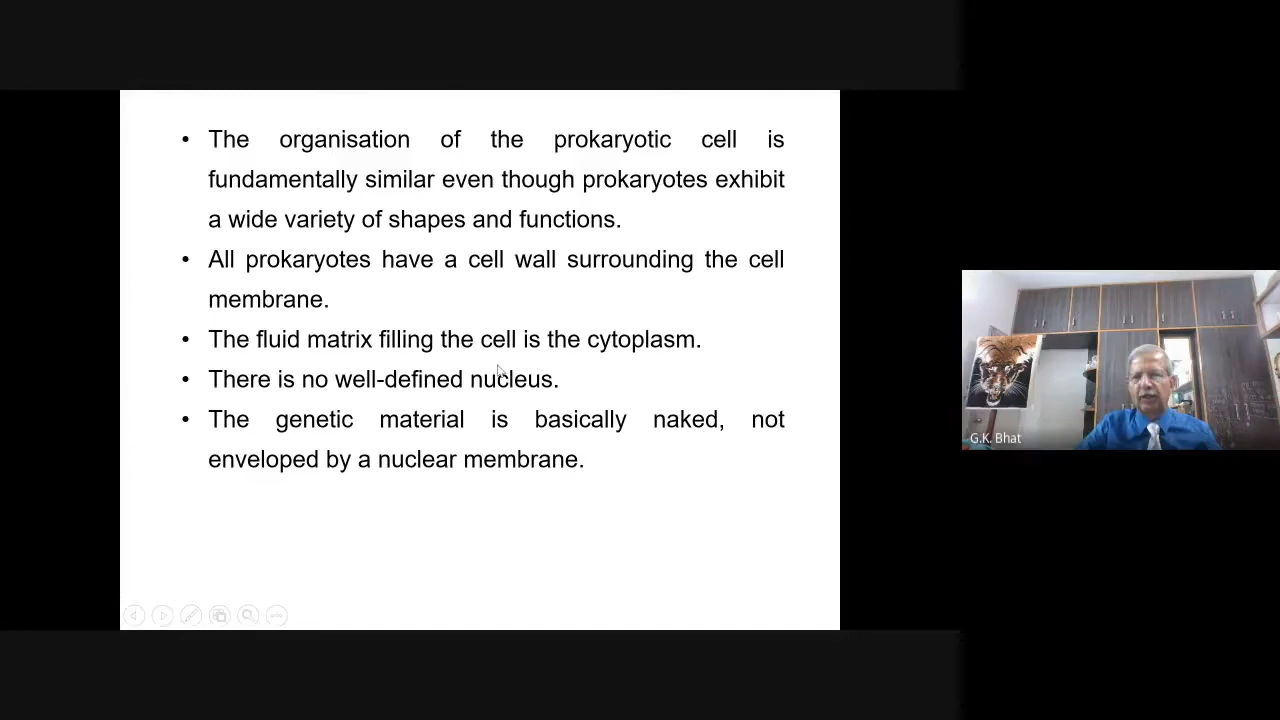 • The organisation of the prokaryotic cell is
fundamentally similar even though prokaryotes exhibit
a wide variety of shapes and functions.
• All prokaryotes have a cell wall surrounding the cell
membrane.
• The fluid matrix filling the cell is the cytoplasm.
• There is no well-defined nucleus.
• The genetic material is basically naked, not
enveloped by a nuclear membrane.
G.K. Bhat